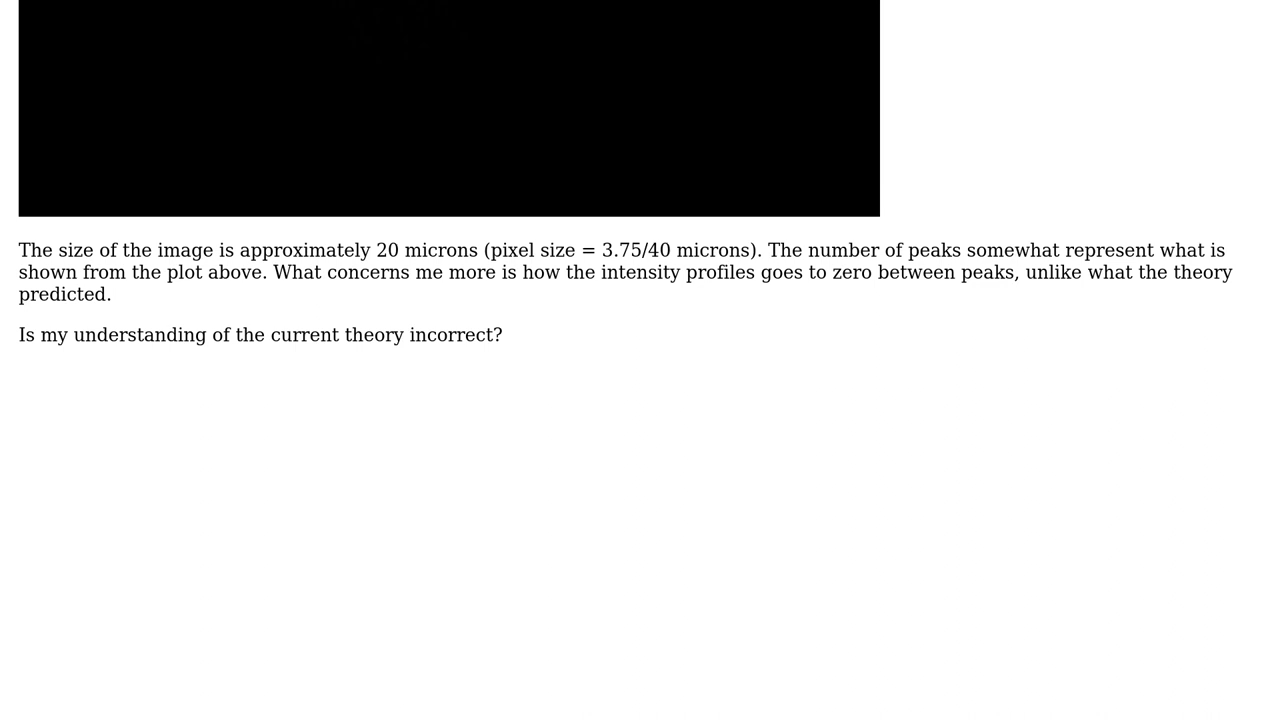 The size of the image is approximately 20 microns (pixel size = 3.75/40 microns). The number of peaks somewhat represent what is
shown from the plot above. What concerns me more is how the intensity profiles goes to zero between peaks, unlike what the theory
predicted.
Is my understanding of the current theory incorrect?